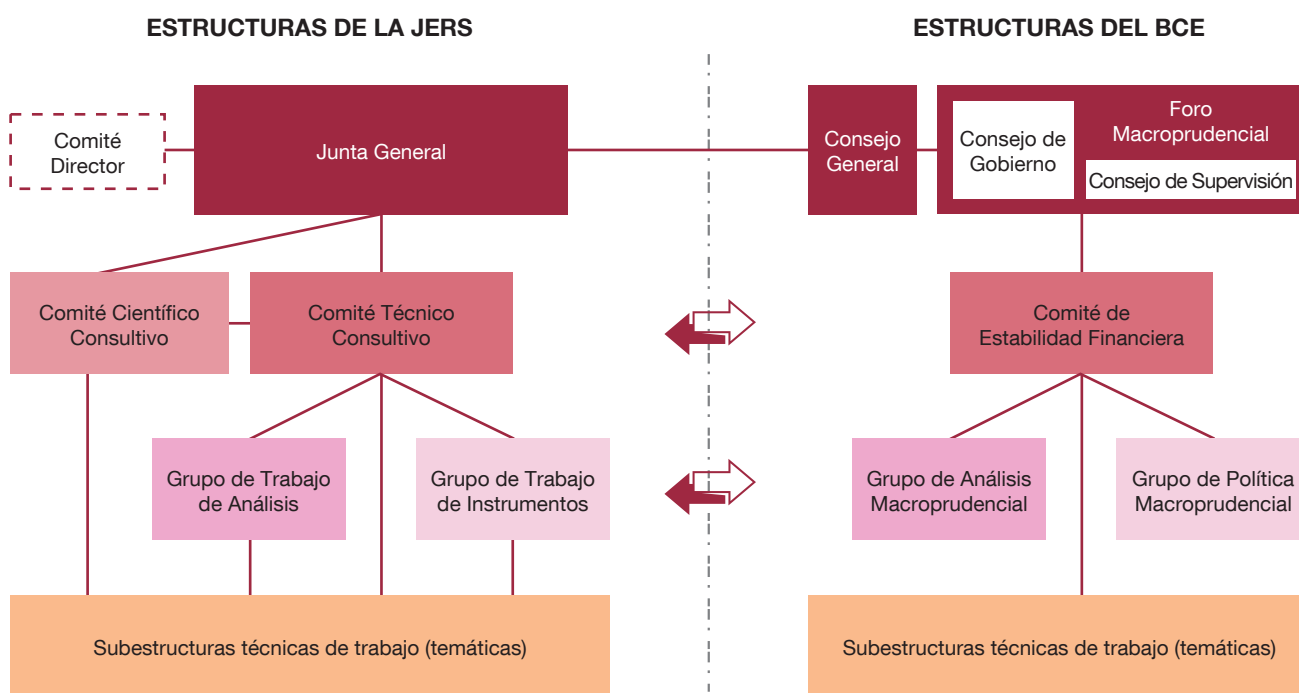 ESTRUCTURAS DE LA JERS
ESTRUCTURAS DEL BCE
Comité
Director
Junta General
Consejo
General
Consejo de
Gobierno
Foro
Macroprudencial
Consejo de Supervisión
Comité Científico
Consultivo
Comité Técnico
Consultivo
Comité de
Estabilidad Financiera
Grupo de Trabajo
de Análisis
Grupo de Trabajo
de Instrumentos
Grupo de Análisis
Macroprudencial
Grupo de Política
Macroprudencial
Subestructuras técnicas de trabajo (temáticas)
Subestructuras técnicas de trabajo (temáticas)